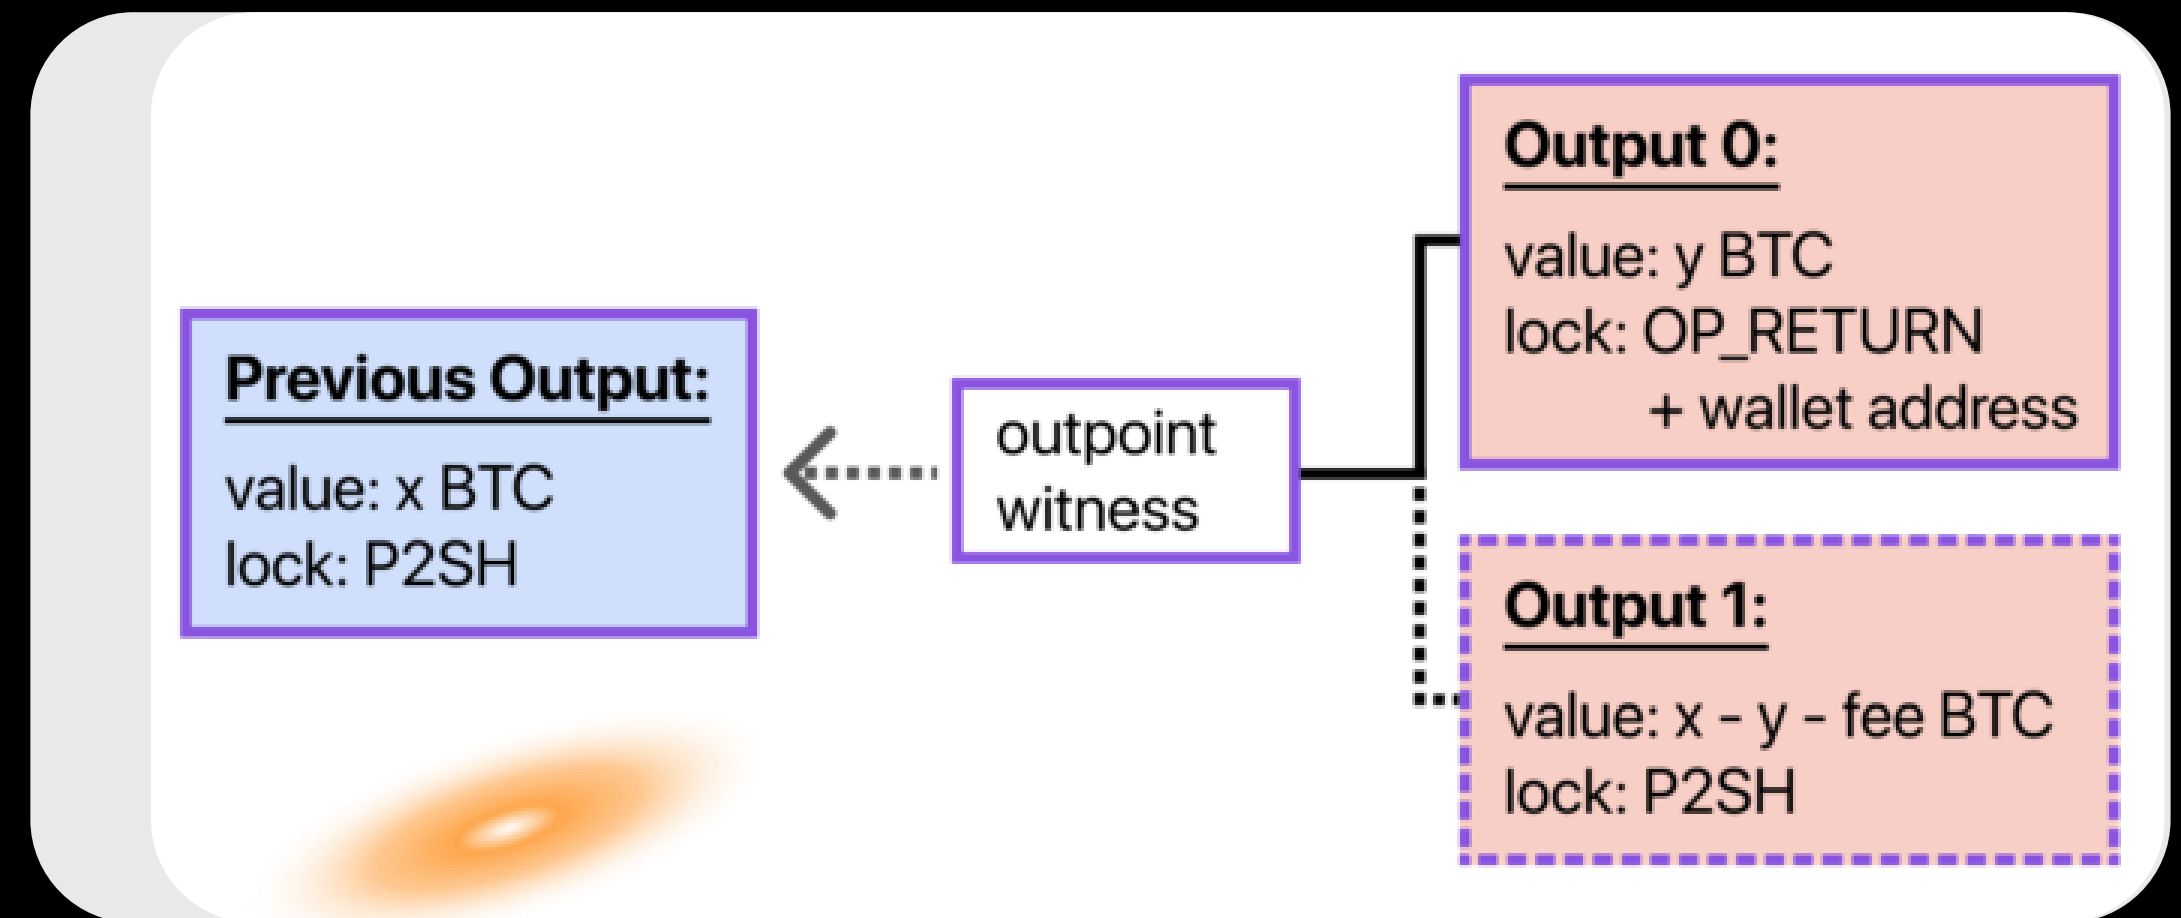 Previous Output:
value: x BTC
lock: P2SH
outpoint
witness
Output 0:
value: y BTC
lock: OP_RETURN
+ wallet address
Output 1:
value: x - y - fee BTC
lock: P2SH